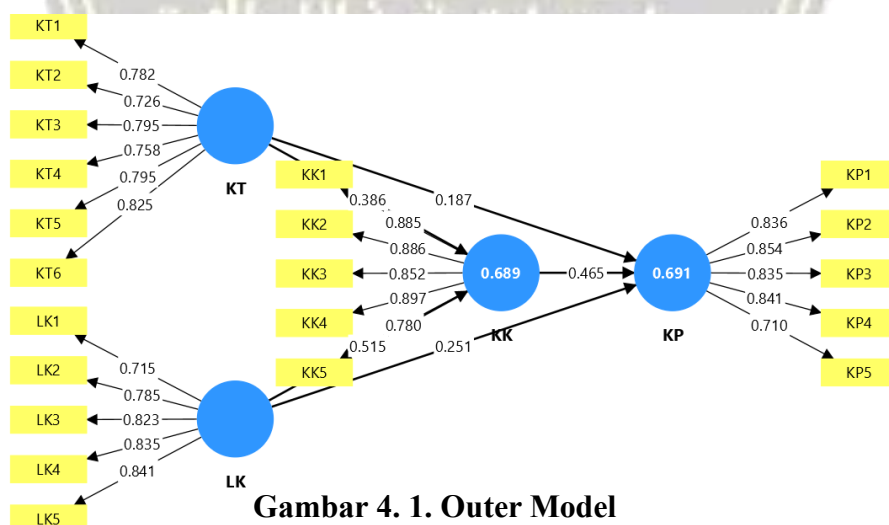 KT1
KT2
KT3
KT4
KT5
KT6
0.782
0.726
0.795
0.758
0.795
0.825
KT
LK1
LK2
LK3
LK4
LK5
0.715
0.785
0.823
0.835
0.841
LK
KK1
KK2
KK3
KK4
KK5
0.386
0.885
0.886
0.852
0.897
0.780
0.515
0.689
KK
0.187
0.465
0.251
0.691
KP
0.836
0.854
0.835
0.841
0.710
KP1
KP2
KP3
KP4
KP5
Gambar 4. 1. Outer Model